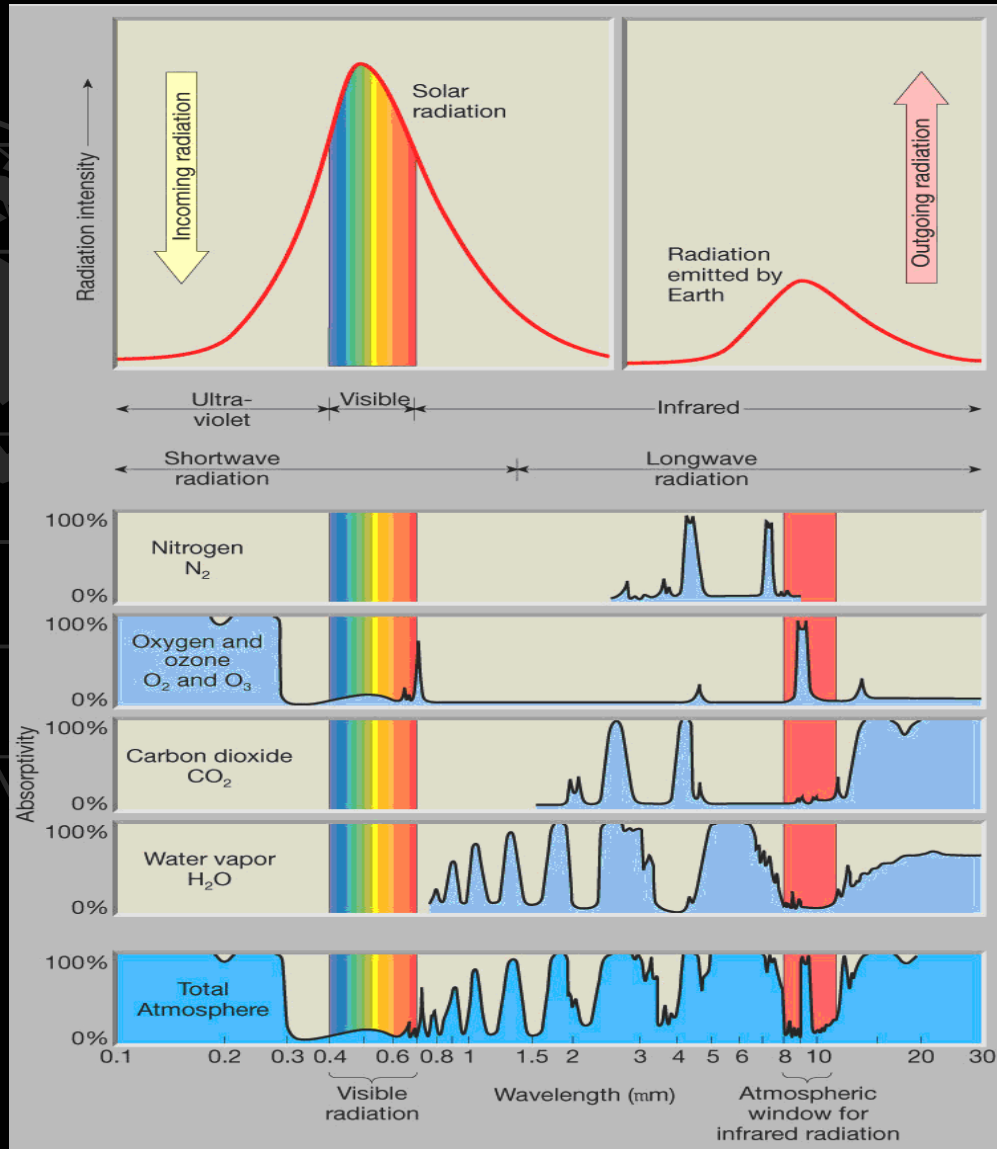 Radiation intensity
Incoming radiation
Solar
radiation
Radiation
emitted by
Earth
Outgoing radiation
Ultra-
violet
Visible
Infrared
Shortwave
radiation
Longwave
radiation
Absorptivity
100%
Nitrogen
N₂
0%
100%
Oxygen and
ozone
O₂ and O₃
0%
100%
Carbon dioxide
CO₂
0%
100%
Water vapor
H₂O
0%
100%
Total
Atmosphere
0%
0.1 0.2 0.3 0.4 0.6 0.8 1 1.5 2 3 4 5 6 8 10 20 30
Visible
radiation
Wavelength (mm)
Atmospheric
window for
infrared radiation